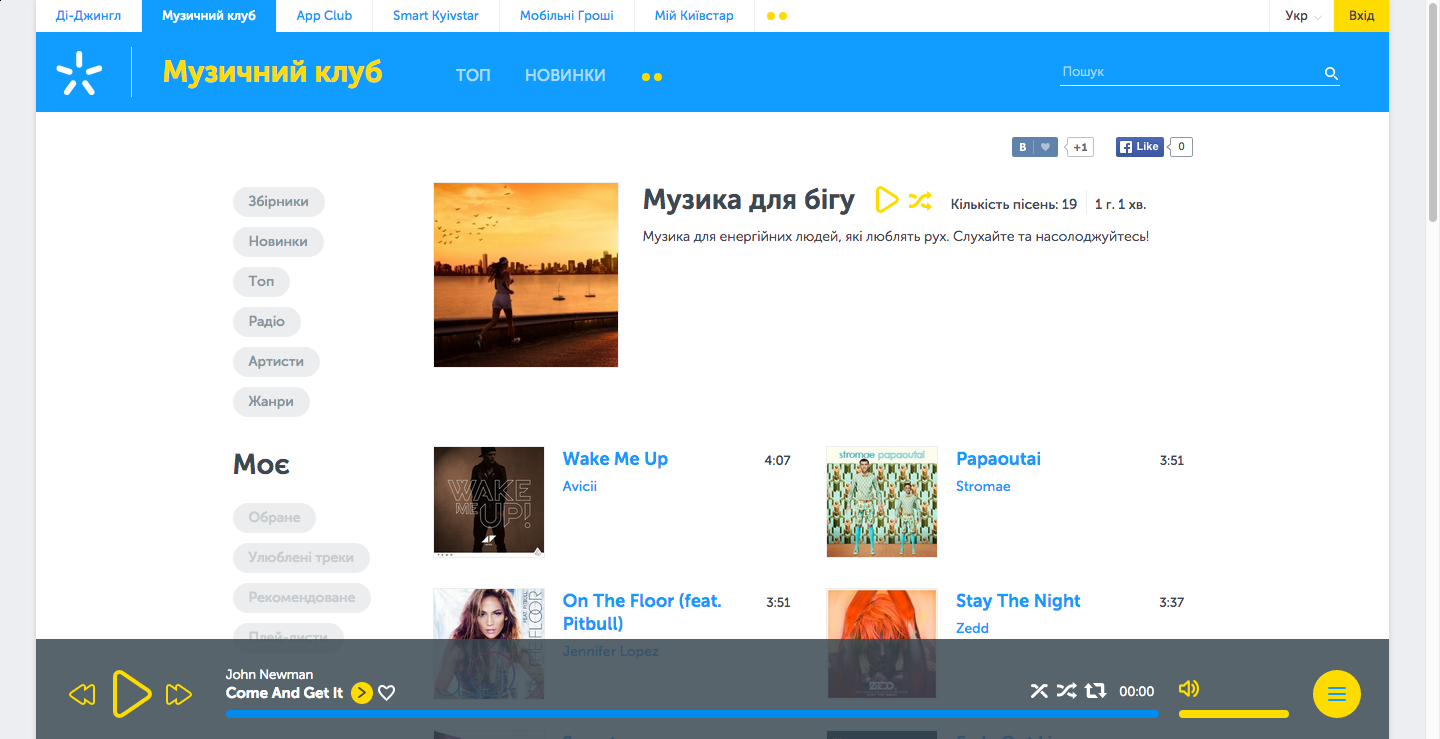 Ді-Джингл
Музичний клуб
App Club
Smart Kyivstar
Мобільні Гроші
Мій Київстар
Укр
Вхід
Музичний клуб
ТОП
НОВИНКИ
Пошук
B
+1
Like
0
Збірники
Новинки
Топ
Радіо
Артисти
Жанри
Моє
Обране
Улюблені треки
Рекомендоване
Плей-листи
Музика для бігу
Кількість пісень: 19
1 г. 1 хв.
Музика для енергійних людей, які люблять рух. Слухайте та насолоджуйтесь!
WAKE
ME UP!
Wake Me Up
4:07
Avicii
stromae papaoutai
Papaoutai
3:51
Stromae
On The Floor (feat.
Pitbull)
3:51
Jennifer Lopez
Stay The Night
3:37
Zedd
ZEDD
John Newman
Come And Get It
00:00